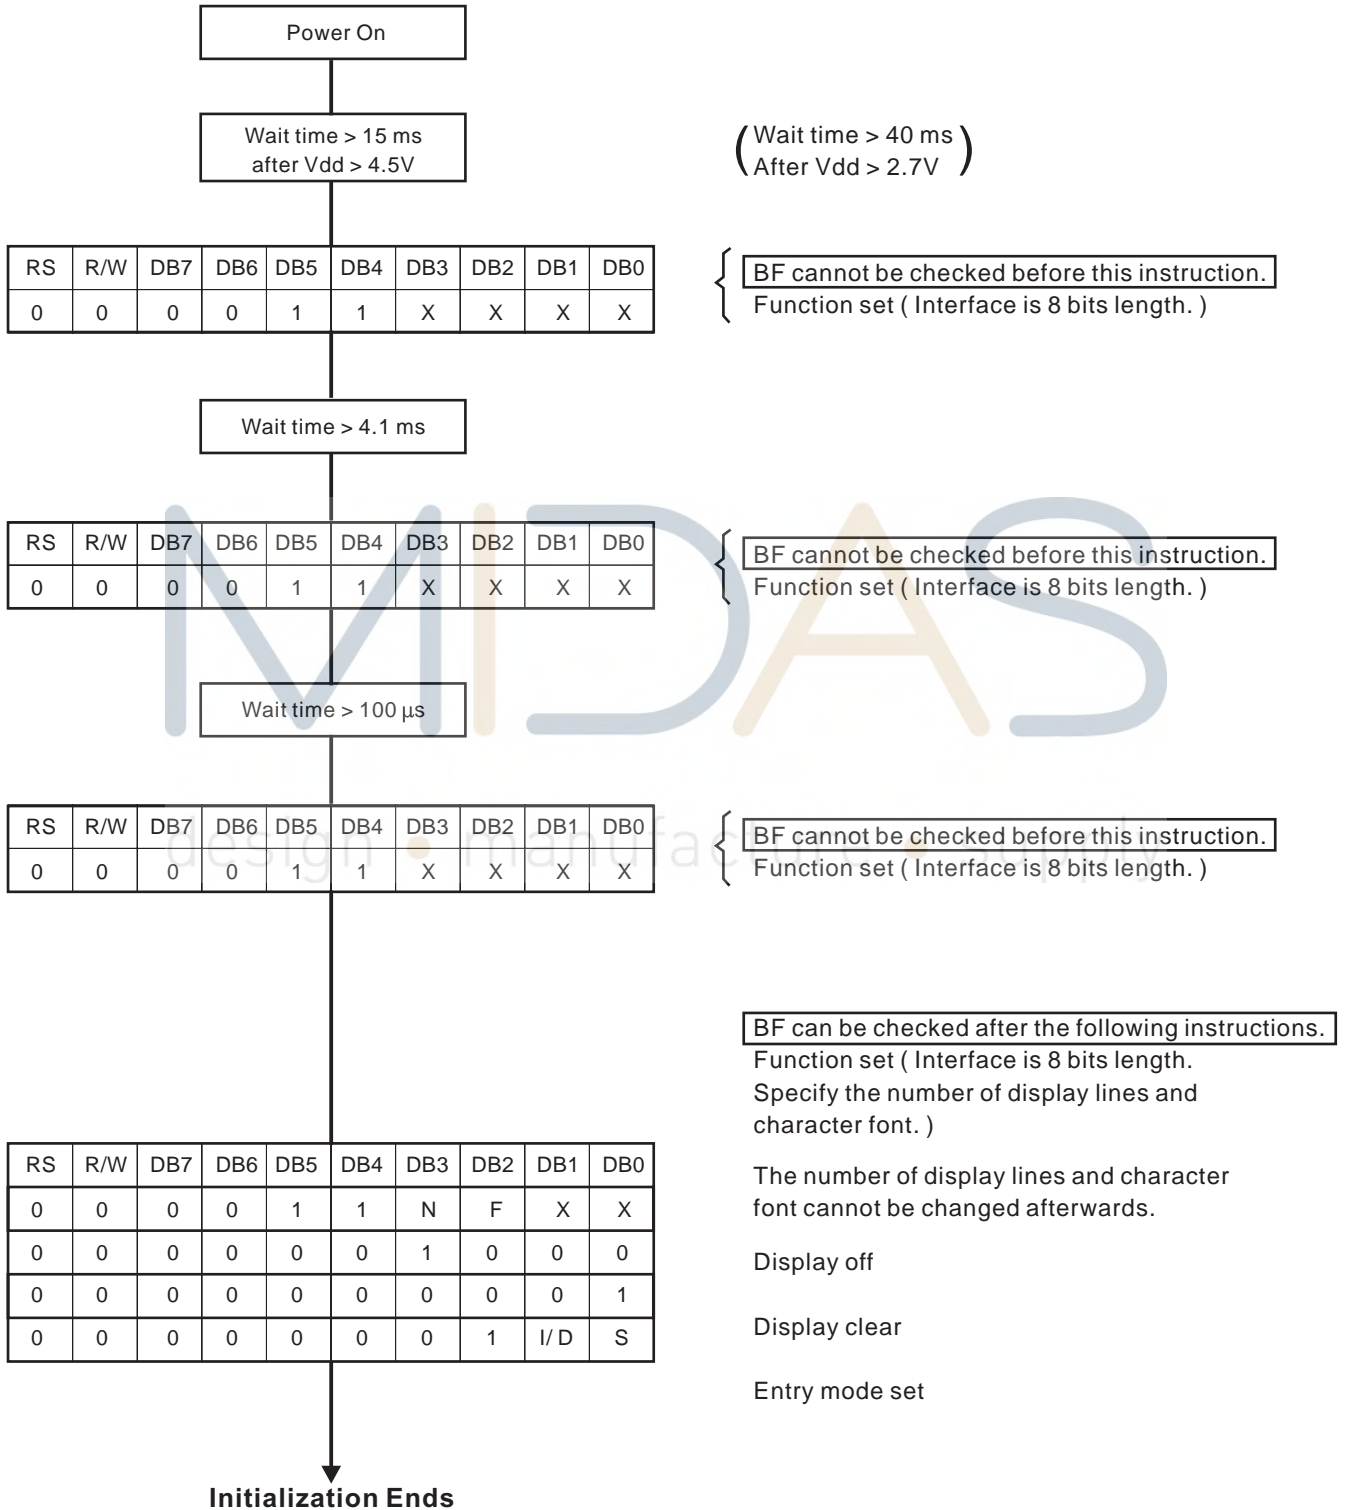 Power On
Wait time > 15 ms
after Vdd > 4.5V
(Wait time > 40 ms
After Vdd > 2.7V)
RS R/W DB7 DB6 DB5 DB4 DB3 DB2 DB1 DB0
0 0 0 0 1 1 X X X X
BF cannot be checked before this instruction.
Function set ( Interface is 8 bits length. )
Wait time > 4.1 ms
RS R/W DB7 DB6 DB5 DB4 DB3 DB2 DB1 DB0
0 0 0 0 1 1 X X X X
BF cannot be checked before this instruction.
Function set ( Interface is 8 bits length. )
MIDAS
Wait time > 100 µs
RS R/W DB7 DB6 DB5 DB4 DB3 DB2 DB1 DB0
0 0 0 0 1 1 X X X X
design • manufacture • supply
BF cannot be checked before this instruction.
Function set ( Interface is 8 bits length. )
BF can be checked after the following instructions.
Function set ( Interface is 8 bits length.
Specify the number of display lines and
character font. )
RS R/W DB7 DB6 DB5 DB4 DB3 DB2 DB1 DB0
0 0 0 0 1 1 N F X X
0 0 0 0 0 0 1 0 0 0
0 0 0 0 0 0 0 0 0 1
0 0 0 0 0 0 0 1 I/D S
The number of display lines and character
font cannot be changed afterwards.
Display off
Display clear
Entry mode set
Initialization Ends